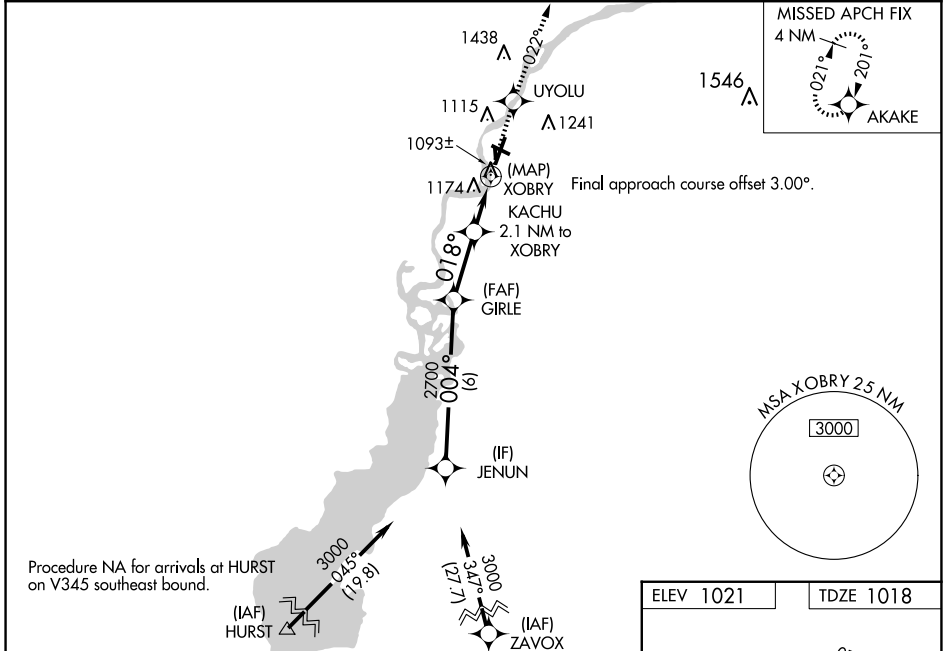 MISSED APCH FIX
4 NM
021°
201°
AKAKE
1438
022°
1546
UYOLU
1115
1241
1093±
(MAP)
XOBRY
Final approach course offset 3.00°.
1174
KACHU
2.1 NM to
XOBRY
018°
(FAF)
GIRLE
2700
004°
(6)
MSA XOBRY 25 NM
3000
(IF)
JENUN
Procedure NA for arrivals at HURST
on V345 southeast bound.
3000
045°
(19.8)
3000
347°
(27.7)
(IAF)
HURST
(IAF)
ZAVOX
ELEV 1021
TDZE 1018